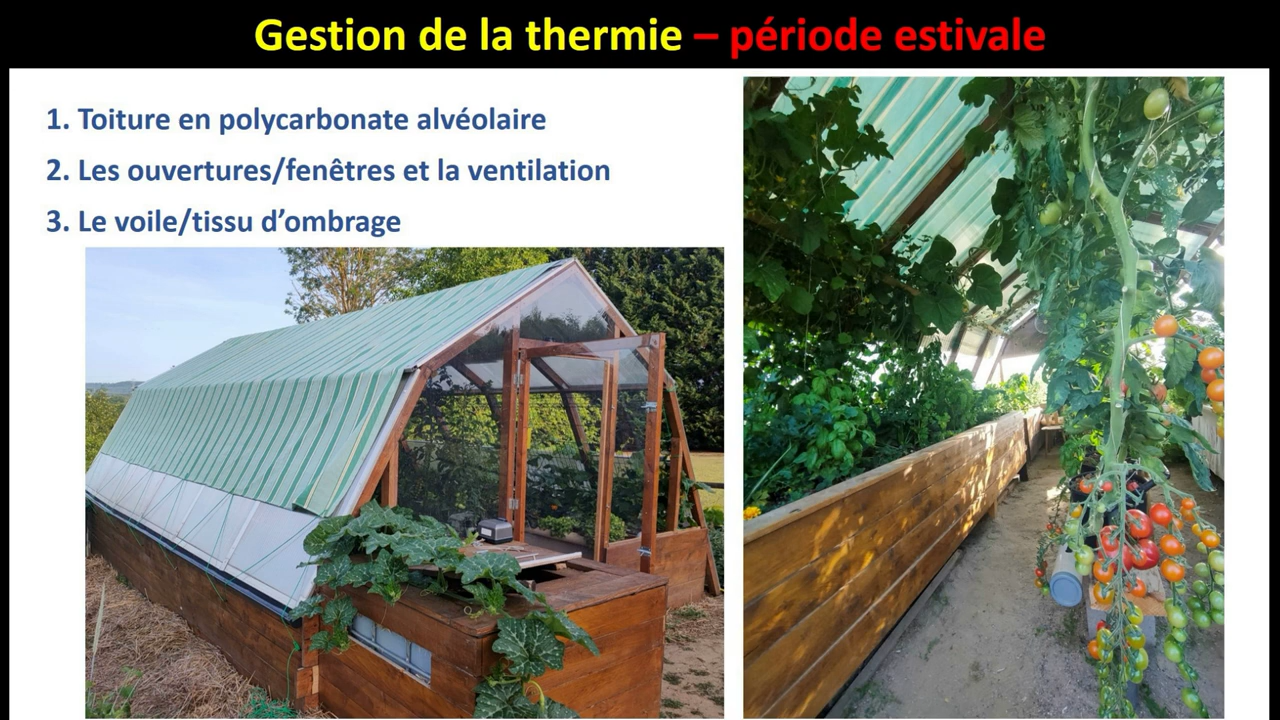 Gestion de la thermie – période estivale
1. Toiture en polycarbonate alvéolaire
2. Les ouvertures/fenêtres et la ventilation
3. Le voile/tissu d’ombrage